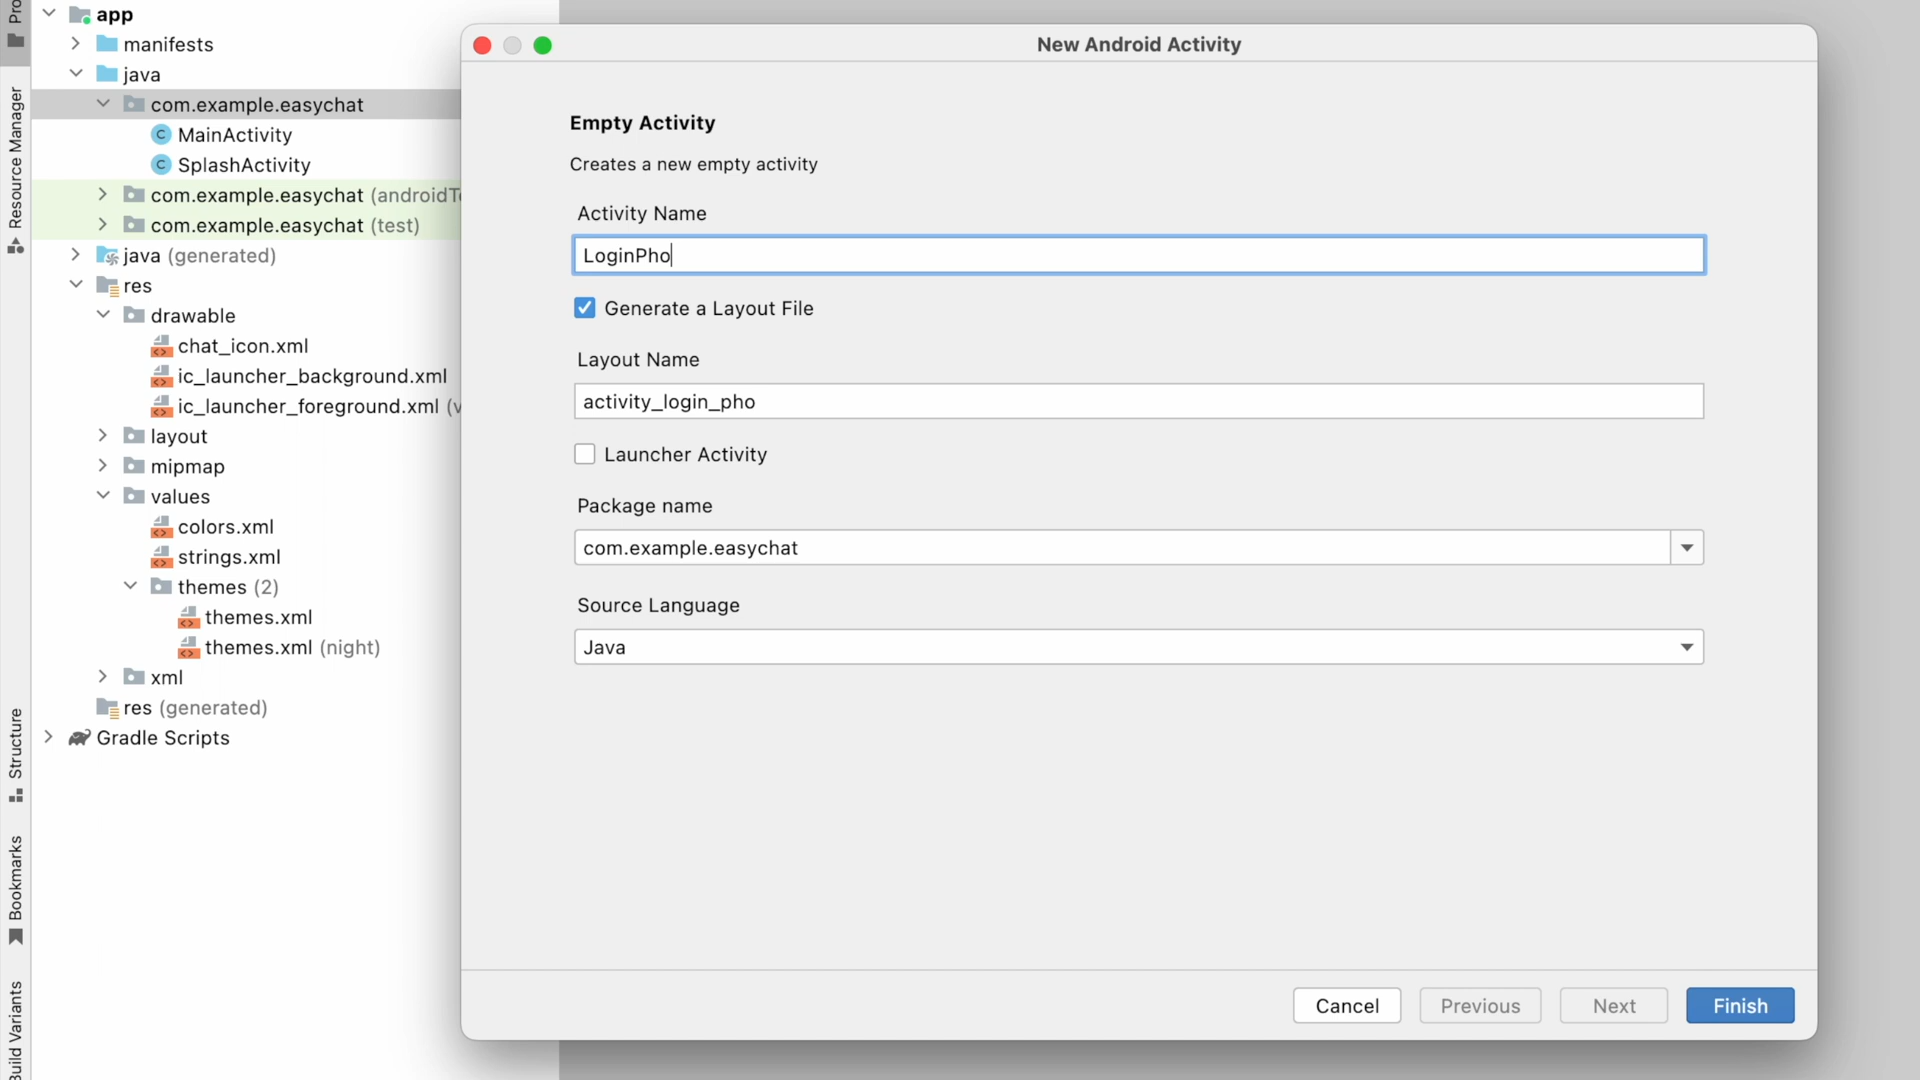 Pro
Resource Manager
Structure
Bookmarks
Build Variants
app
manifests
java
com.example.easychat
MainActivity
SplashActivity
com.example.easychat (androidTe
com.example.easychat (test)
java (generated)
res
drawable
chat_icon.xml
ic_launcher_background.xml
ic_launcher_foreground.xml (v
layout
mipmap
values
colors.xml
strings.xml
themes (2)
themes.xml
themes.xml (night)
xml
res (generated)
Gradle Scripts
New Android Activity
Empty Activity
Creates a new empty activity
Activity Name
LoginPho
Generate a Layout File
Layout Name
activity_login_pho
Launcher Activity
Package name
com.example.easychat
Source Language
Java
Cancel
Previous
Next
Finish